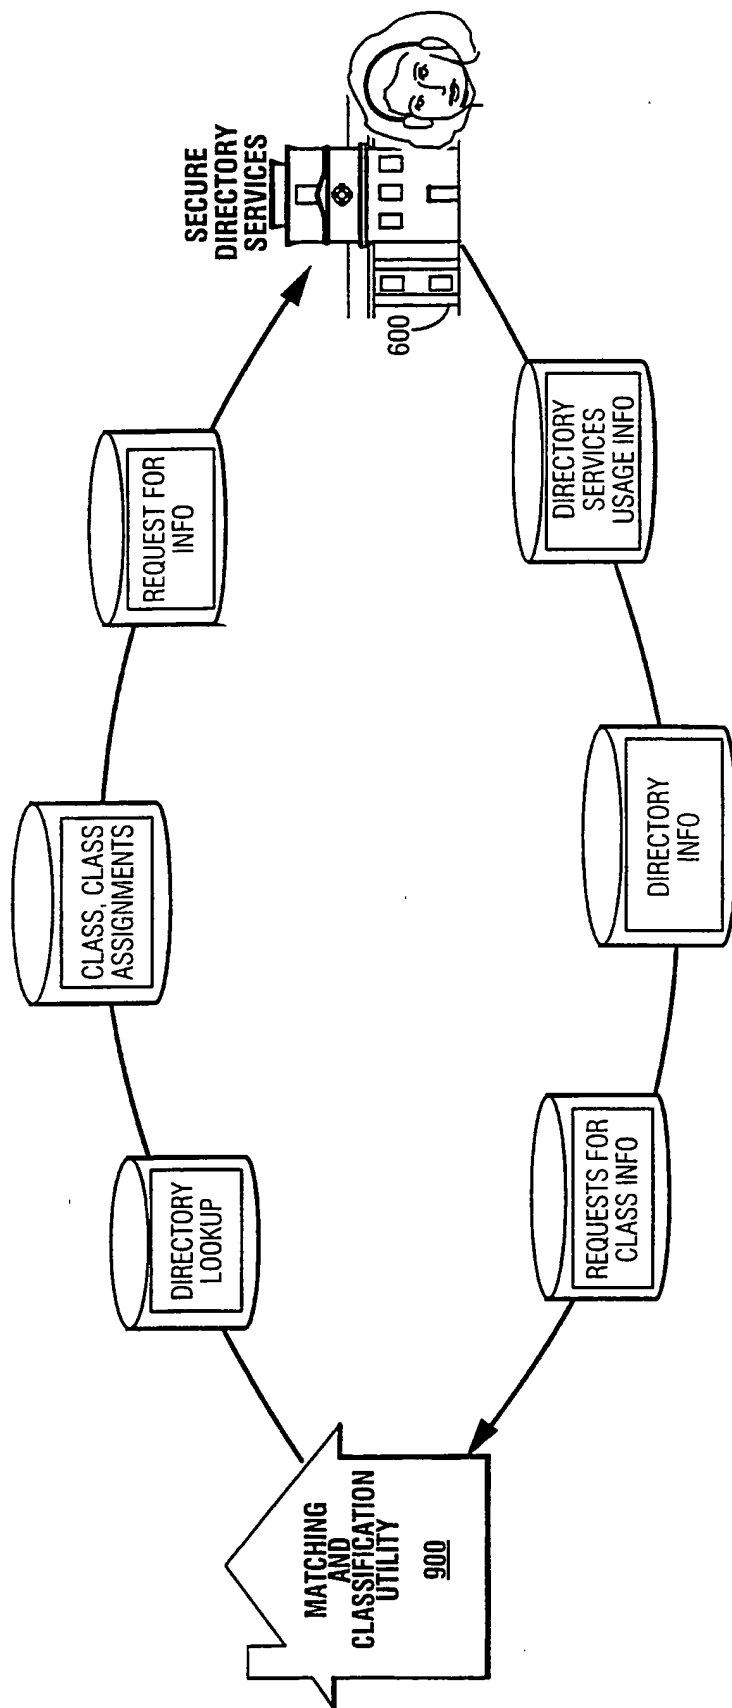 SECURE
DIRECTORY
SERVICES
600
REQUEST FOR
INFO
CLASS, CLASS
ASSIGNMENTS
DIRECTORY
LOOKUP
MATCHING
AND
CLASSIFICATION
UTILITY
900
REQUESTS FOR
CLASS INFO
DIRECTORY
INFO
DIRECTORY
SERVICES
USAGE INFO